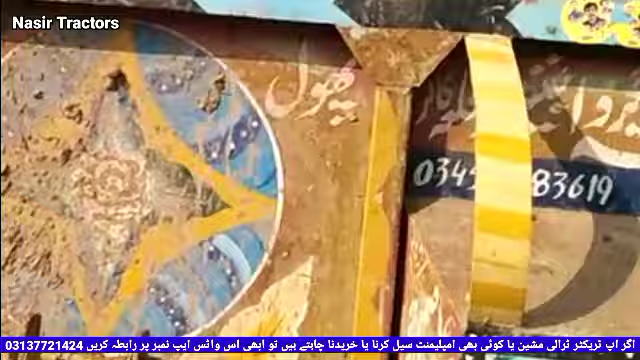 Nasir Tractors
پھول
0345 83619
اگر اپ ٹریکٹر ٹرالی مشین یا کوئی بھی امپلیمنٹ سیل کرنا یا خریدنا چاہتے ہیں تو ابھی اس واٹس ایپ نمبر پر رابطہ کریں 03137721424